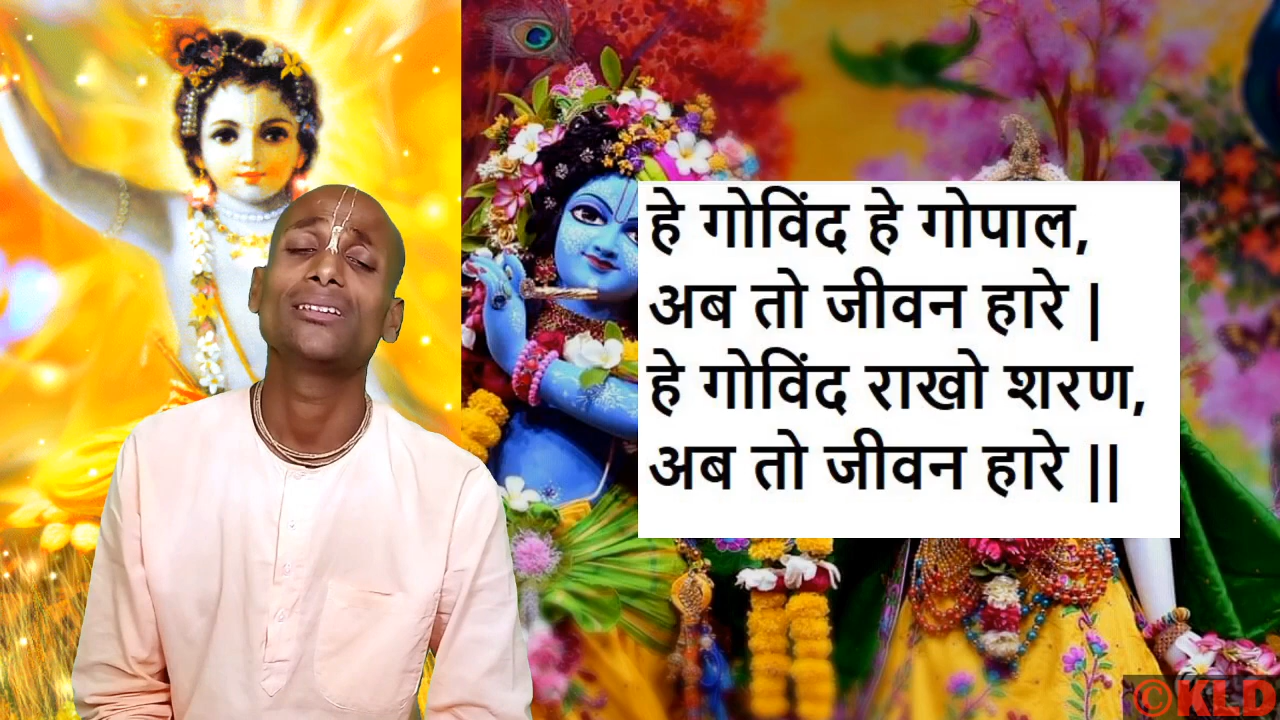 हे गोविंद हे गोपाल,
अब तो जीवन हारे |
हे गोविंद राखो शरण,
अब तो जीवन हारे ||
©KLD